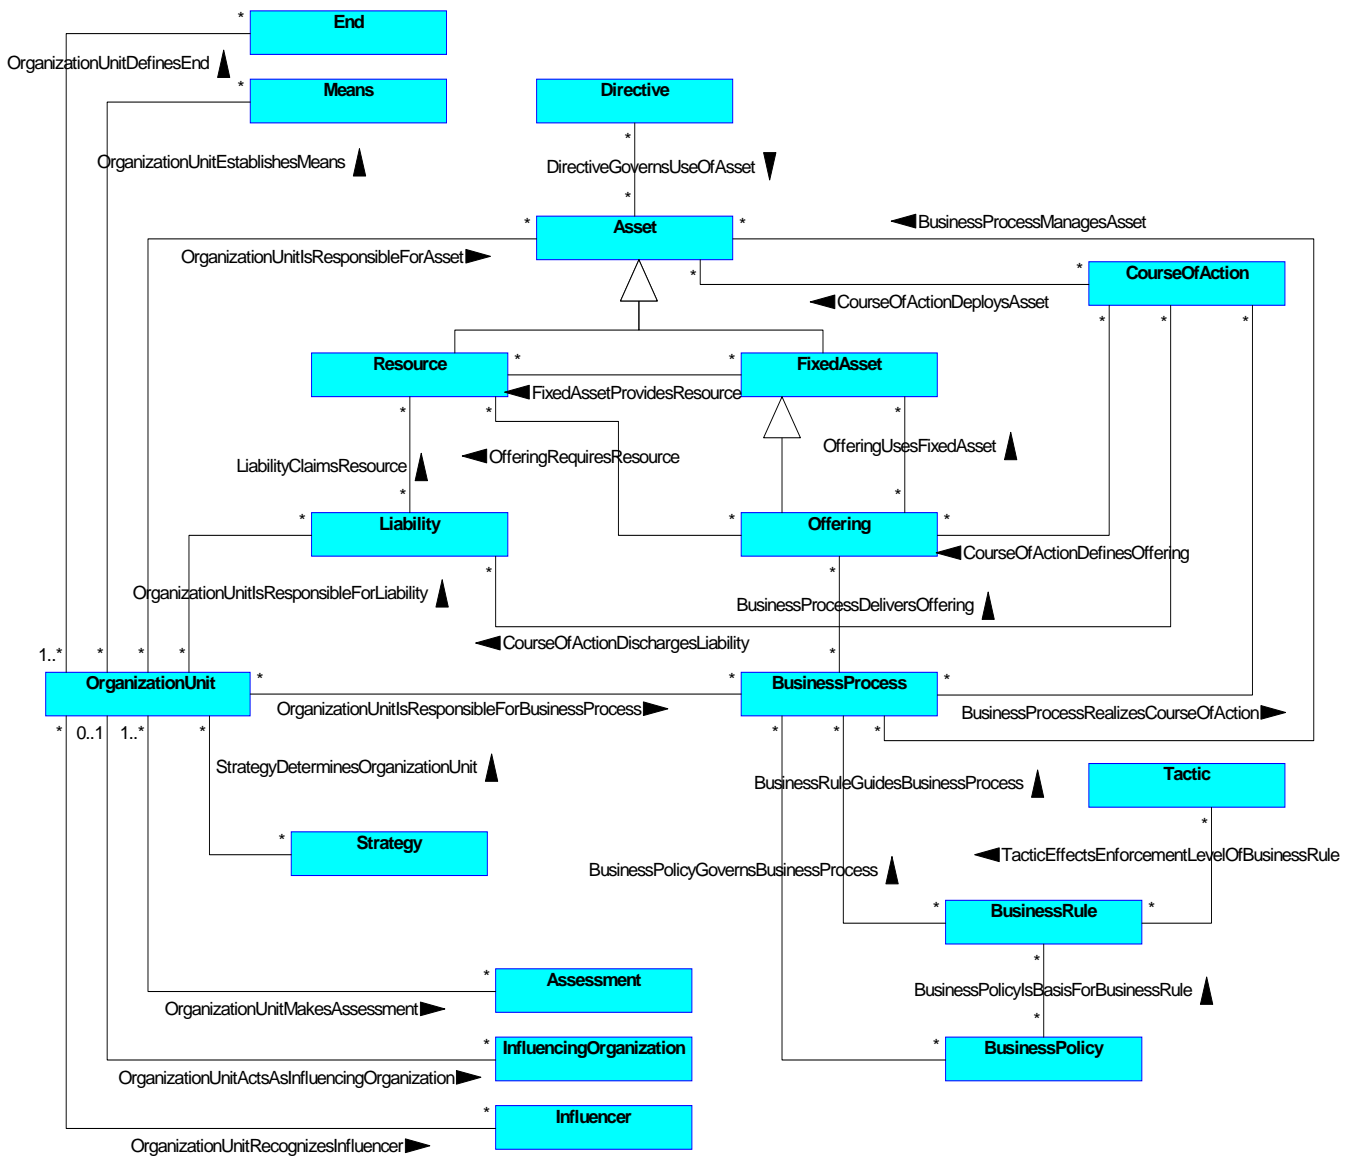 *
End
OrganizationUnitDefinesEnd
*
Means
Directive
*
OrganizationUnitEstablishesMeans
DirectiveGovernsUseOfAsset
*
*
Asset
*
BusinessProcessManagesAsset
OrganizationUnitIsResponsibleForAsset
*
*
CourseOfAction
CourseOfActionDeploysAsset
*
*
*
Resource
*
*
FixedAsset
FixedAssetProvidesResource
*
*
*
OfferingUsesFixedAsset
LiabilityClaimsResource
OfferingRequiresResource
*
*
*
Liability
*
Offering
*
CourseOfActionDefinesOffering
*
*
OrganizationUnitIsResponsibleForLiability
BusinessProcessDeliversOffering
CourseOfActionDischargesLiability
1..*
*
*
*
*
OrganizationUnit
*
*
BusinessProcess
*
OrganizationUnitIsResponsibleForBusinessProcess
BusinessProcessRealizesCourseOfAction
*
0..1
1..*
*
*
*
*
StrategyDeterminesOrganizationUnit
BusinessRuleGuidesBusinessProcess
Tactic
*
*
Strategy
TacticEffectsEnforcementLevelOfBusinessRule
BusinessPolicyGovernsBusinessProcess
*
BusinessRule
*
*
*
Assessment
BusinessPolicyIsBasisForBusinessRule
OrganizationUnitMakesAssessment
*
*
InfluencingOrganization
*
BusinessPolicy
OrganizationUnitActsAsInfluencingOrganization
*
Influencer
OrganizationUnitRecognizesInfluencer